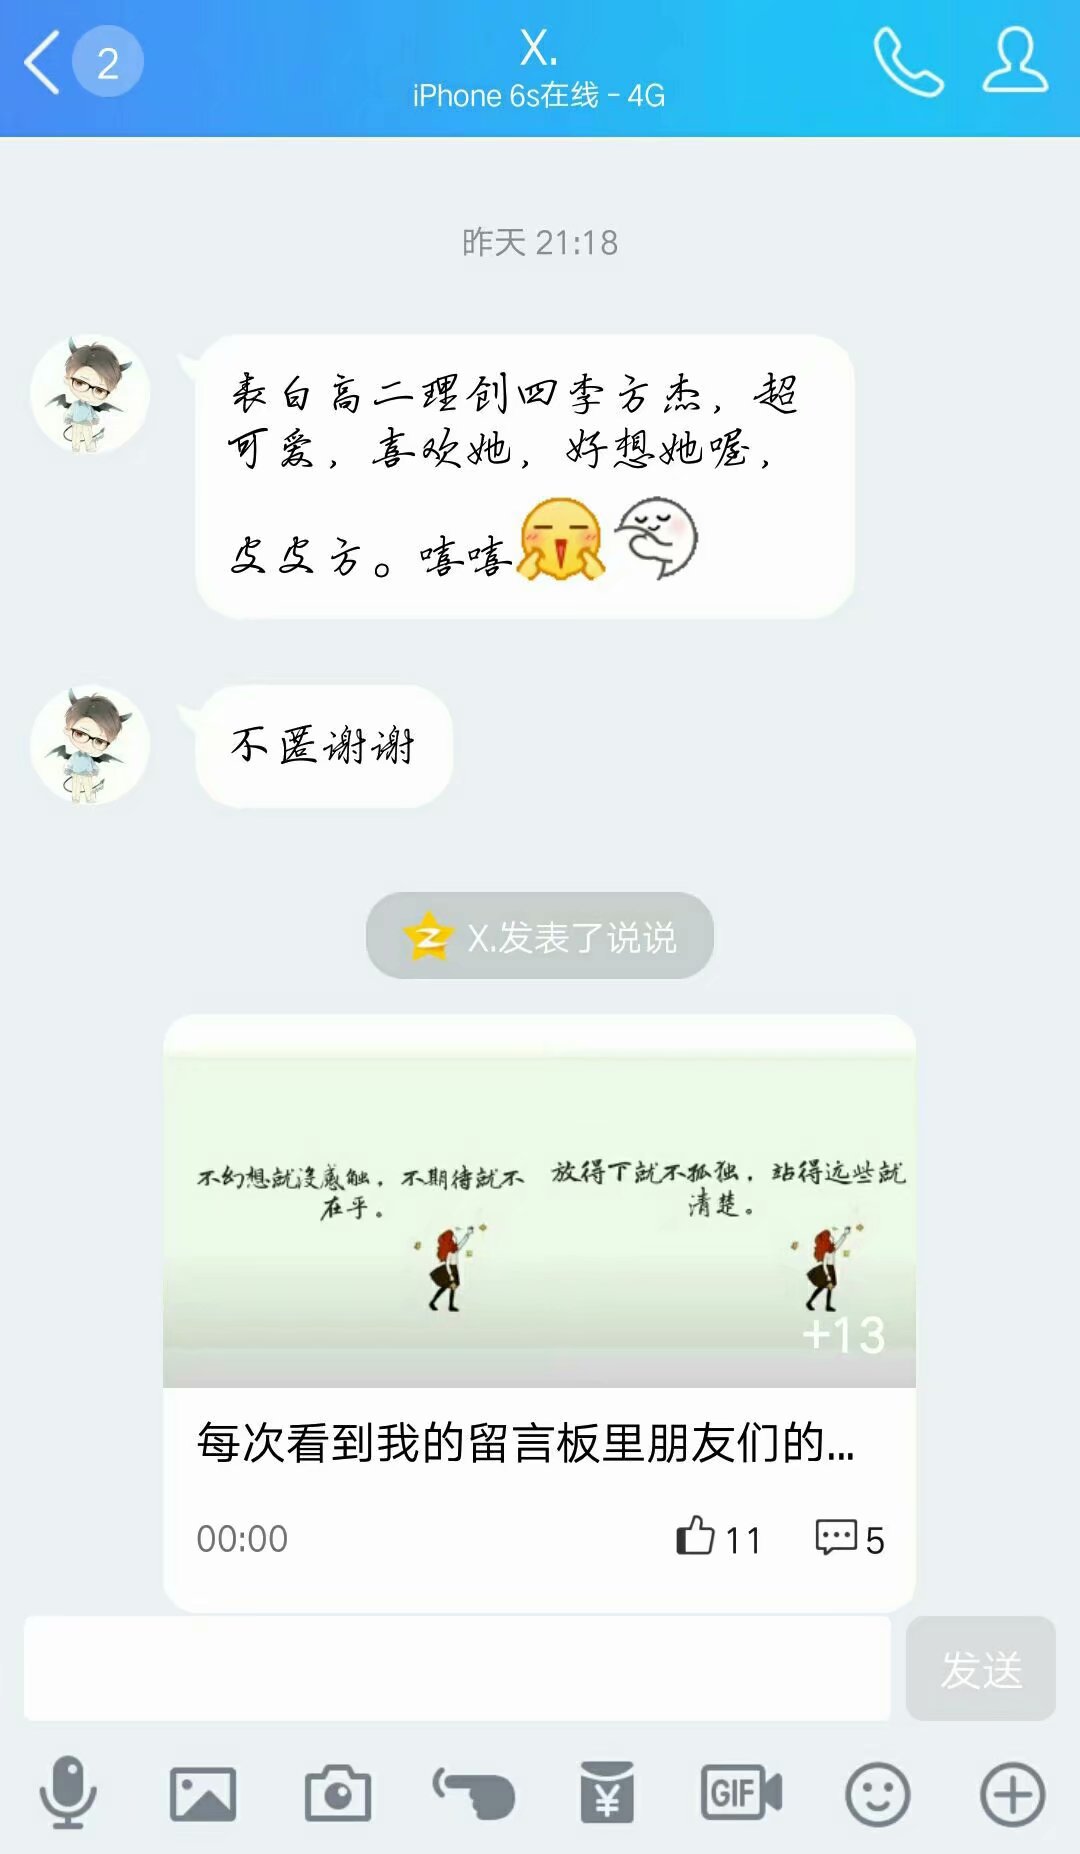 2
X.
iPhone 6s在线 - 4G
昨天 21:18
表白高二理创四李方杰，超
可爱，喜欢她，好想她喔，
皮皮方。嘻嘻
不匿谢谢
X.发表了说说
不幻想就没感触，不期待就不
在乎。
放得下就不孤独，站得远些就
清楚。
+13
每次看到我的留言板里朋友们的...
00:00
11
5
发送
GIF